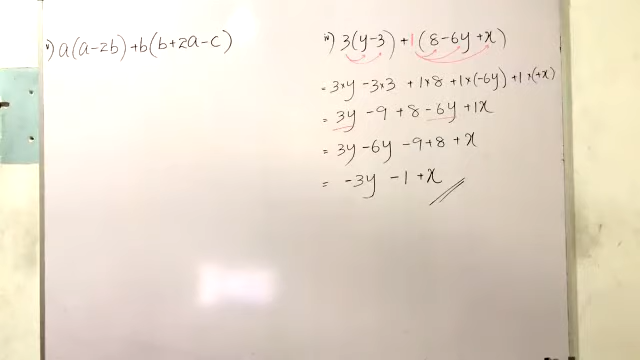 v) a(a-2b)+b(b+2a-c)
iv) 3(y-3) +1(8-6y+x)
= 3×y -3×3 +1×8 +1×(-6y) +1×(+x)
= 3y -9 +8 -6y +1x
= 3y -6y -9+8 +x
= -3y -1 +x